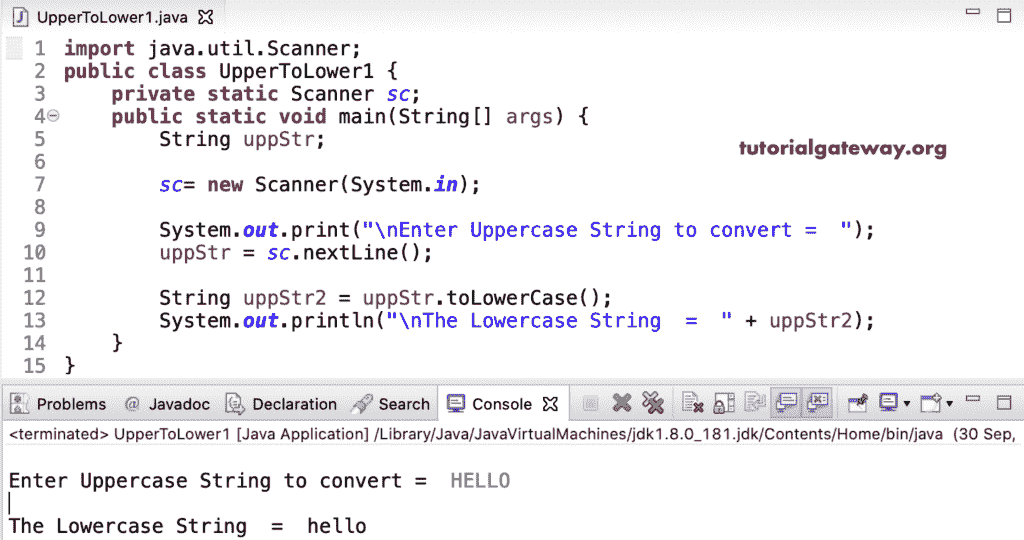 UpperToLower1.java
1 import java.util.Scanner;
2 public class UpperToLower1 {
3     private static Scanner sc;
4     public static void main(String[] args) {
5         String uppStr;
tutorialgateway.org
6
7         sc= new Scanner(System.in);
8
9         System.out.print("\nEnter Uppercase String to convert =  ");
10         uppStr = sc.nextLine();
11
12         String uppStr2 = uppStr.toLowerCase();
13         System.out.println("\nThe Lowercase String  =  " + uppStr2);
14     }
15 }
Problems @ Javadoc Declaration Search Console
<terminated> UpperToLower1 [Java Application] /Library/Java/JavaVirtualMachines/jdk1.8.0_181.jdk/Contents/Home/bin/java (30 Sep,
Enter Uppercase String to convert =  HELLO
The Lowercase String  =  hello